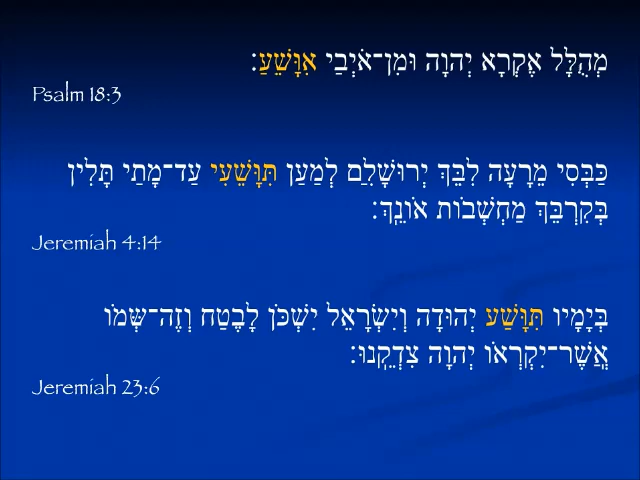 מְהֻלָּל אֶקְרָא יְהוָה וּמִן־אֹיְבַי אִוָּשֵׁעַ׃
Psalm 18:3
כַּבְּסִי מֵרָעָה לִבֵּךְ יְרוּשָׁלִַם לְמַעַן תִּוָּשֵׁעִי עַד־מָתַי תָּלִין
בְּקִרְבֵּךְ מַחְשְׁבוֹת אוֹנֵֽךְ׃
Jeremiah 4:14
בְּיָמָיו תִּוָּשַׁע יְהוּדָה וְיִשְׂרָאֵל יִשְׁכֹּן לָבֶטַח וְזֶה־שְּׁמוֹ
אֲשֶׁר־יִקְרְאוֹ יְהוָה צִדְקֵֽנוּ׃
Jeremiah 23:6